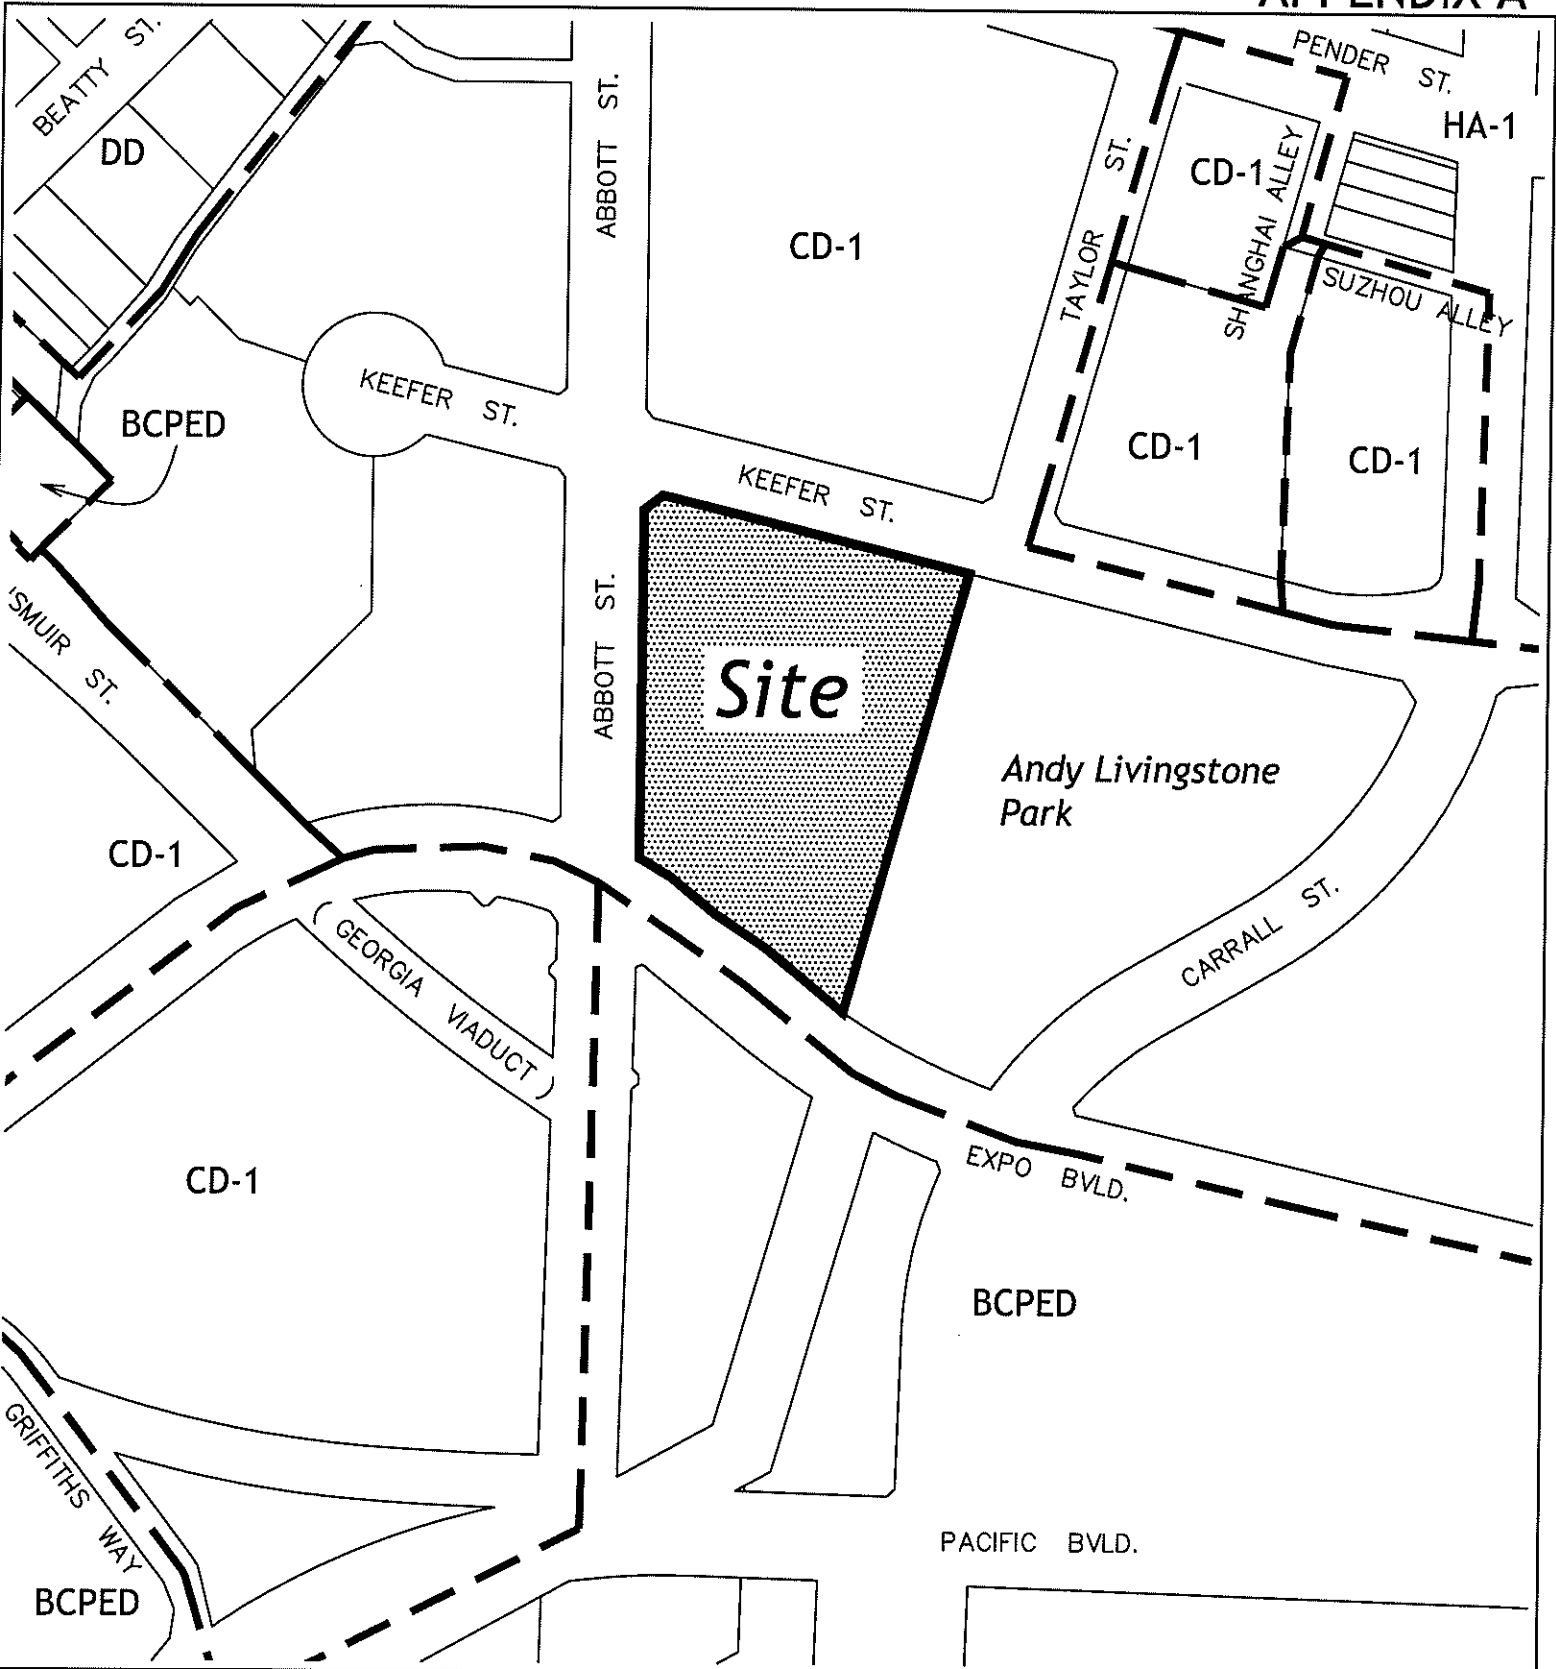 APPENDIX A
BEATTY ST.
DD
ABBOTT ST.
PENDER ST.
HA-1
CD-1
TAYLOR ST.
CD-1
SHANGHAI ALLEY
SUZHOU ALLEY
KEEFER ST.
BCPED
CD-1
CD-1
KEEFER ST.
ABBOTT ST.
Site
SMUIR ST.
Andy Livingstone
Park
CD-1
CARRALL ST.
( GEORGIA VIADUCT )
EXPO BVLD.
CD-1
BCPED
GRIFFITHS WAY
PACIFIC BVLD.
BCPED